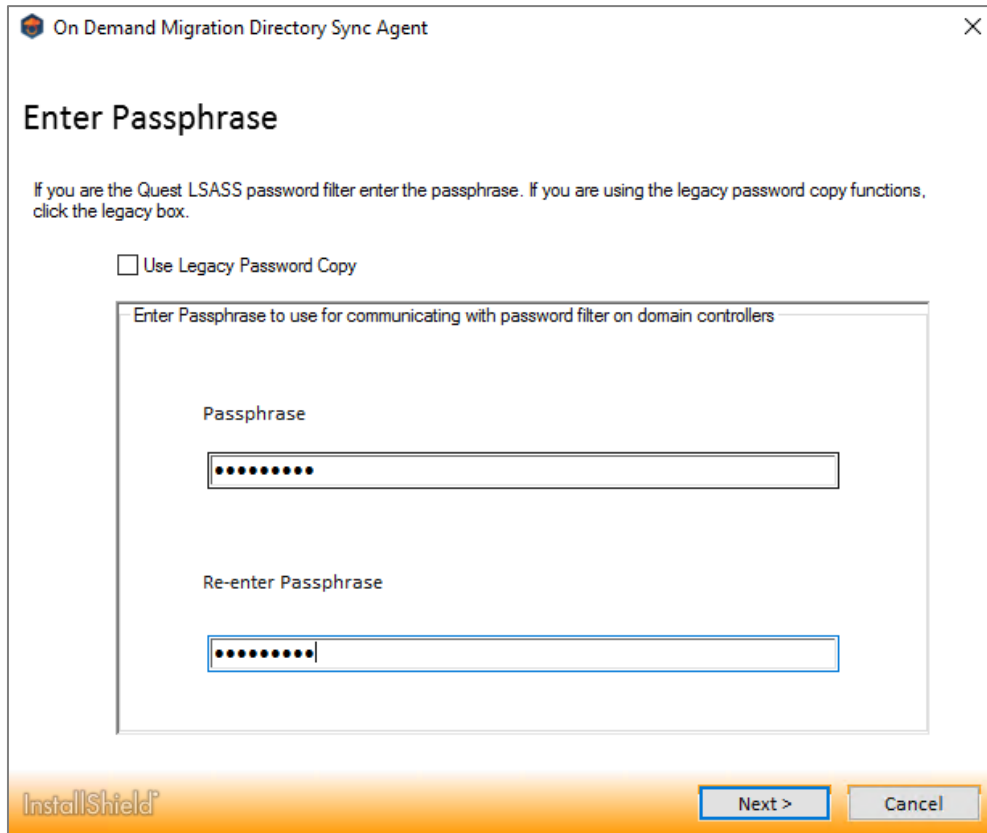 On Demand Migration Directory Sync Agent
Enter Passphrase
If you are the Quest LSASS password filter enter the passphrase. If you are using the legacy password copy functions,
click the legacy box.
Use Legacy Password Copy
Enter Passphrase to use for communicating with password filter on domain controllers
Passphrase
•••••••••
Re-enter Passphrase
•••••••••
InstallShield
Next >
Cancel